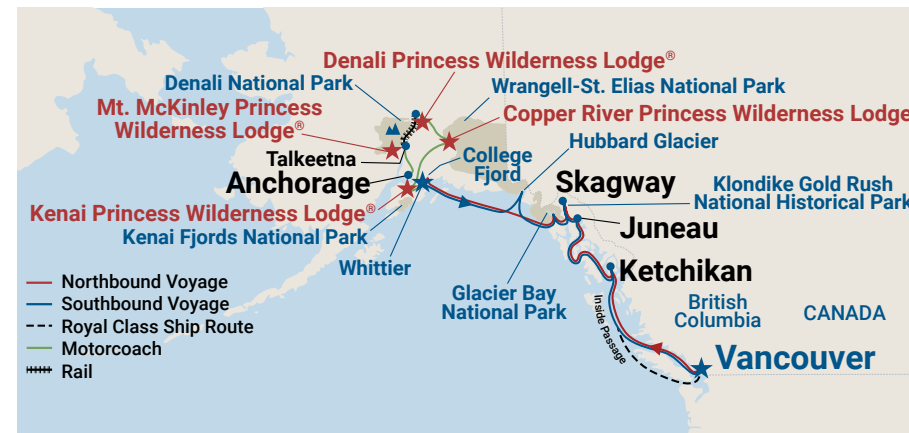 Denali Princess Wilderness Lodge®
Denali National Park
Wrangell-St. Elias National Park
Mt. McKinley Princess
Wilderness Lodge®
Copper River Princess Wilderness Lodge
Hubbard Glacier
Talkeetna
College
Fjord
Anchorage
Skagway
Klondike Gold Rush
National Historical Park
Kenai Princess Wilderness Lodge®
Kenai Fjords National Park
Juneau
Whittier
Ketchikan
Glacier Bay
National Park
Northbound Voyage
Southbound Voyage
Royal Class Ship Route
Motorcoach
Rail
Inside Passage
British
Columbia
CANADA
Vancouver